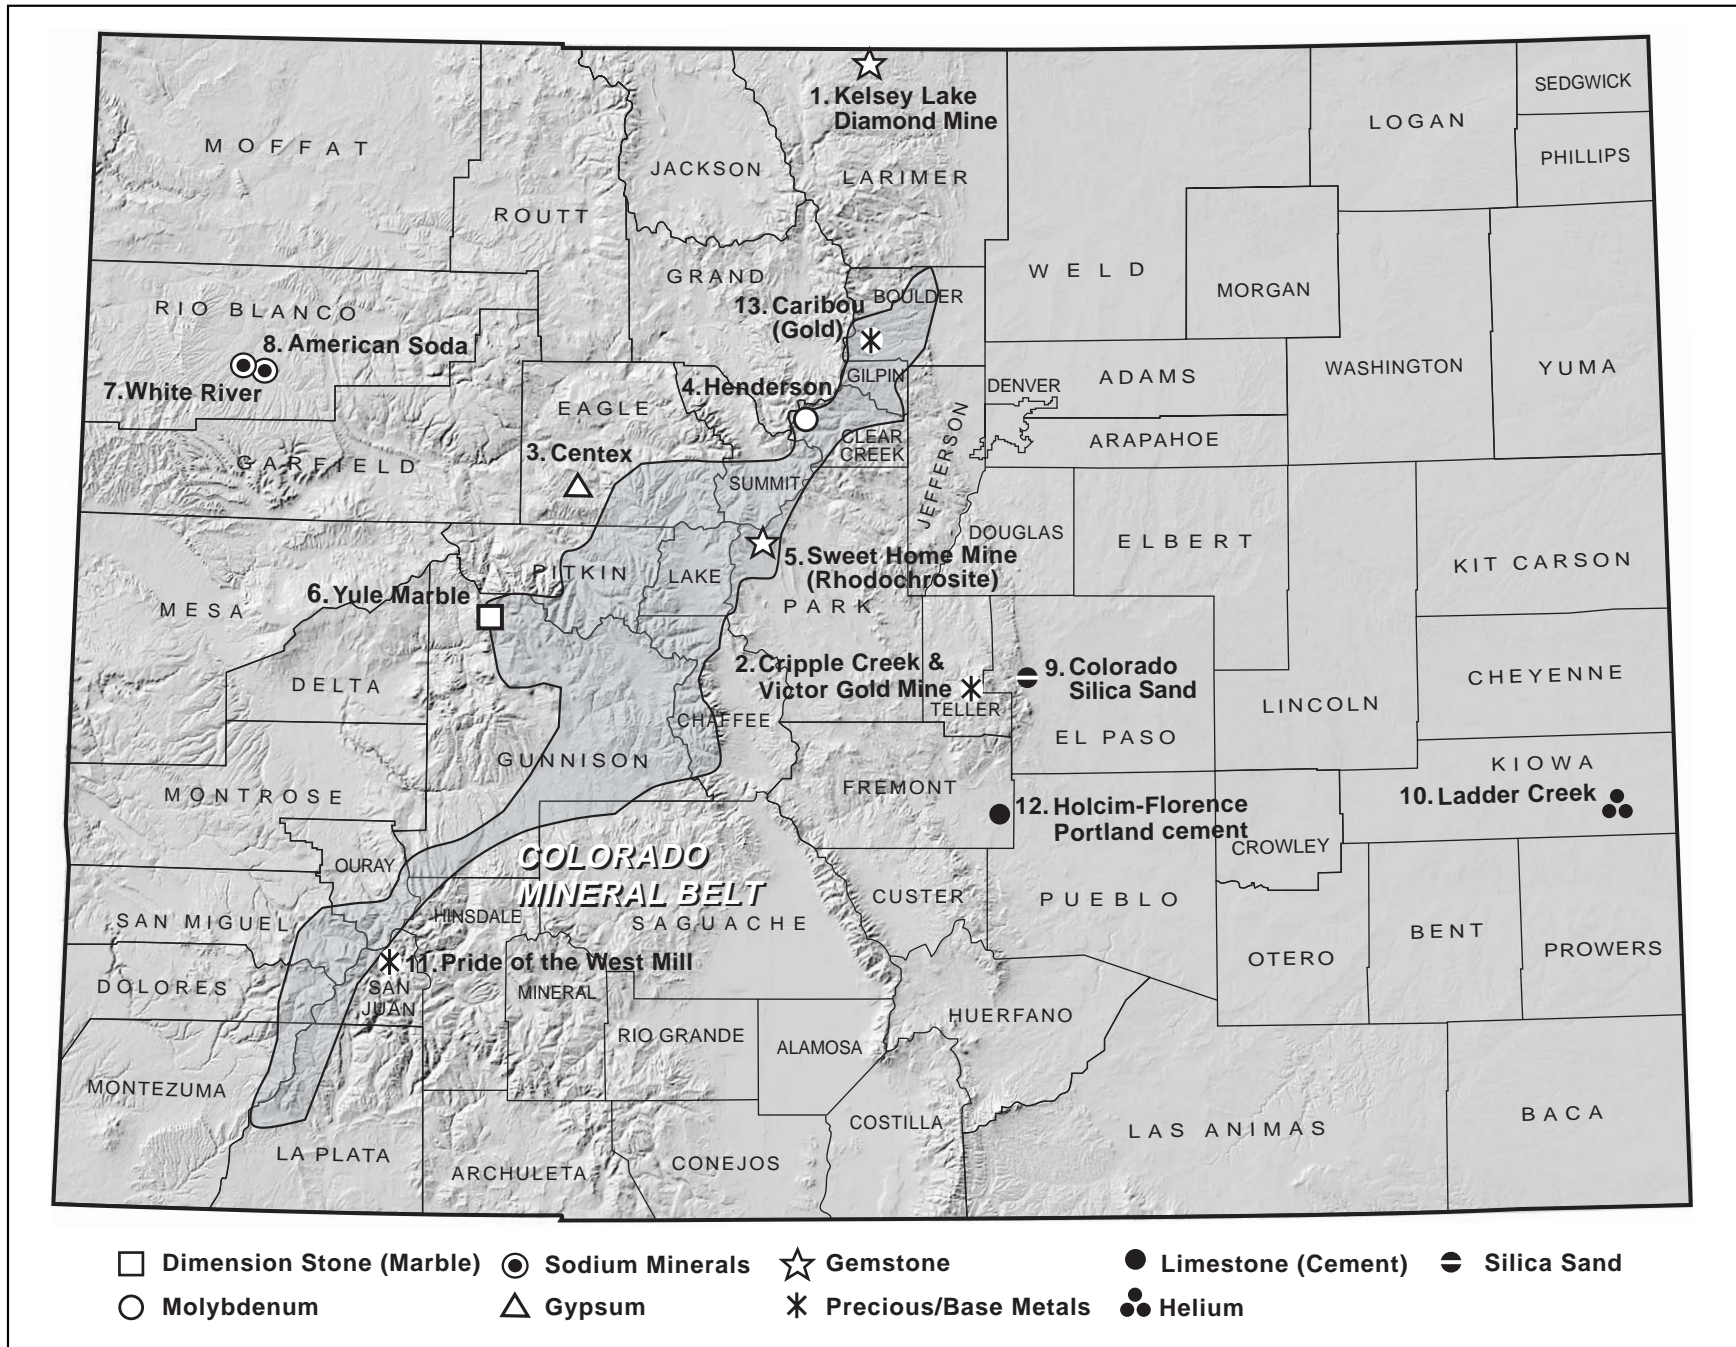 SEDGWICK
LOGAN
1. Kelsey Lake
Diamond Mine
MOFFAT
PHILLIPS
JACKSON
LARIMER
ROUTT
WELD
GRAND
MORGAN
BOULDER
13. Caribou
(Gold)
RIO BLANCO
8. American Soda
7. White River
4. Henderson
GILPIN
DENVER
ADAMS
WASHINGTON
YUMA
EAGLE
CLEAR
CREEK
ARAPAHOE
JEFFERSON
3. Centex
GARFIELD
SUMMIT
DOUGLAS
ELBERT
KIT CARSON
5. Sweet Home Mine
(Rhodochrosite)
PITKIN
LAKE
6. Yule Marble
MESA
PARK
2. Cripple Creek &
Victor Gold Mine
9. Colorado
Silica Sand
CHEYENNE
DELTA
TELLER
LINCOLN
CHAFFEE
EL PASO
GUNNISON
KIOWA
MONTROSE
FREMONT
10. Ladder Creek
12. Holcim-Florence
Portland cement
CROWLEY
OURAY
COLORADO
MINERAL BELT
CUSTER
PUEBLO
SAN MIGUEL
HINSDALE
SAGUACHE
BENT
PROWERS
OTERO
11. Pride of the West Mill
DOLORES
SAN
JUAN
MINERAL
HUERFANO
RIO GRANDE
ALAMOSA
MONTEZUMA
BACA
COSTILLA
LAS ANIMAS
LA PLATA
ARCHULETA
CONEJOS
Dimension Stone (Marble)
Sodium Minerals
Gemstone
Limestone (Cement)
Silica Sand
Molybdenum
Gypsum
Precious/Base Metals
Helium